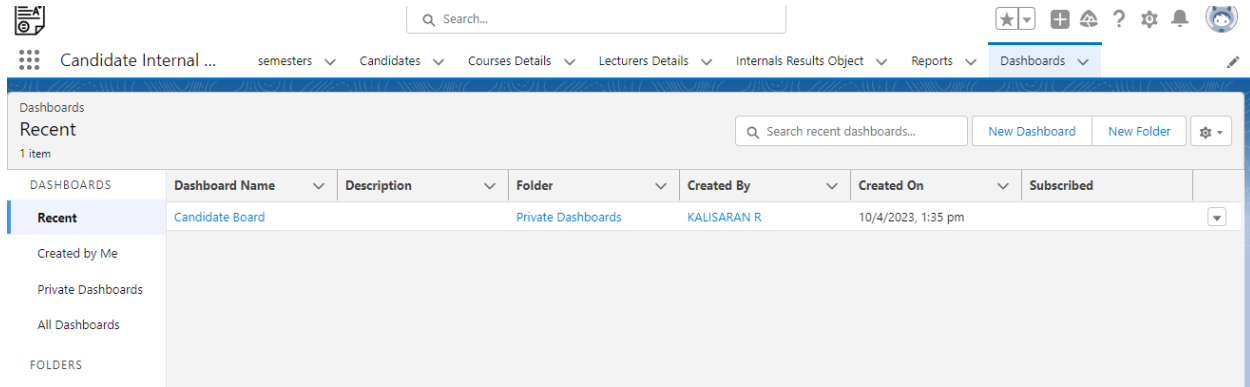 Search...
Candidate Internal ... semesters Candidates Courses Details Lecturers Details Internals Results Object Reports Dashboards
Dashboards
Recent
1 item
Search recent dashboards... New Dashboard New Folder
DASHBOARDS Dashboard Name Description Folder Created By Created On Subscribed
Recent Candidate Board Private Dashboards KALISARAN R 10/4/2023, 1:35 pm
Created by Me
Private Dashboards
All Dashboards
FOLDERS